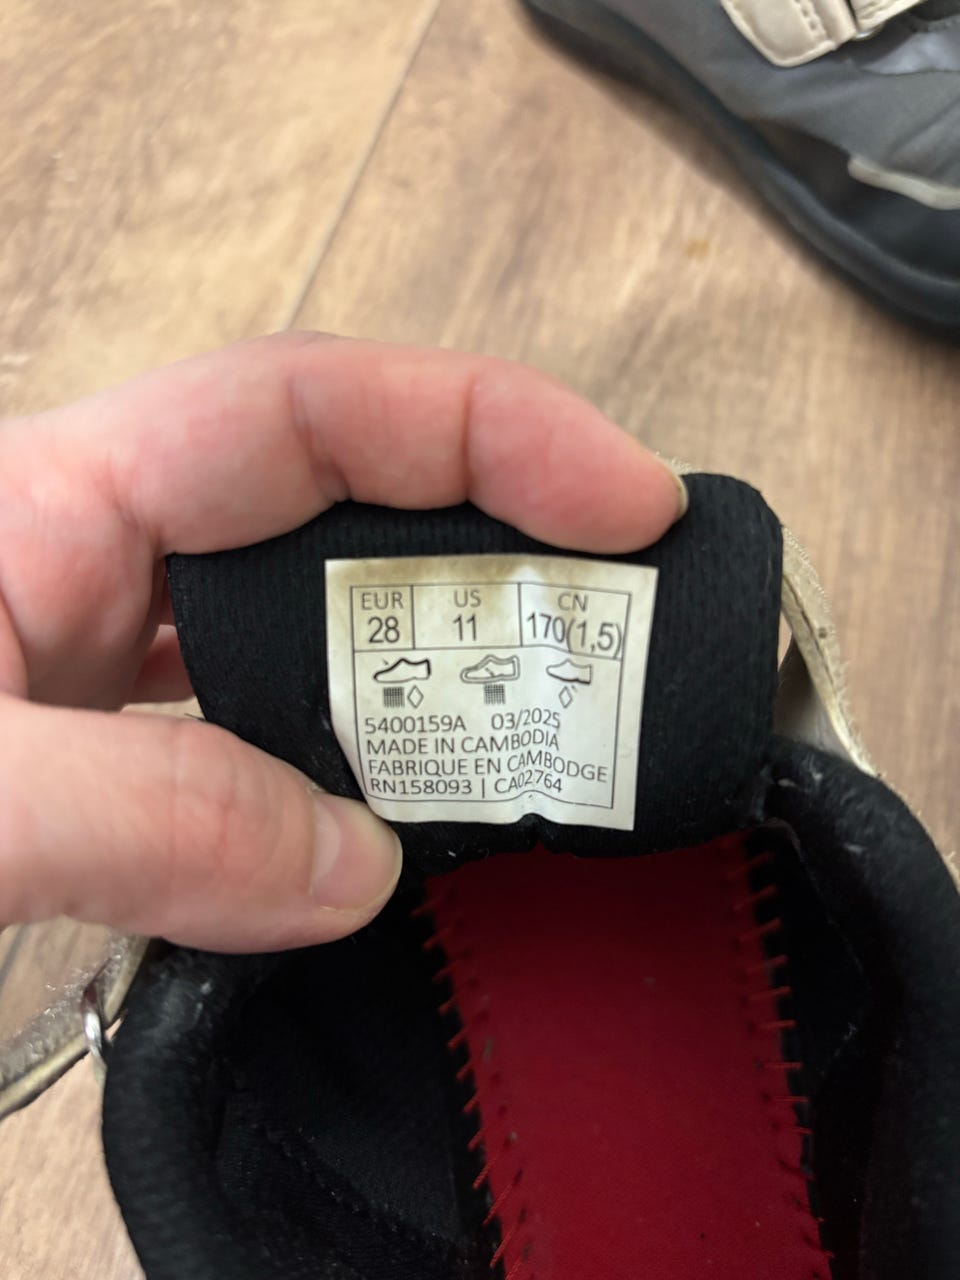 EUR US CN
28 11 170(1,5)
5400159A 03/2025
MADE IN CAMBODIA
FABRIQUE EN CAMBODGE
RN158093 | CA02764